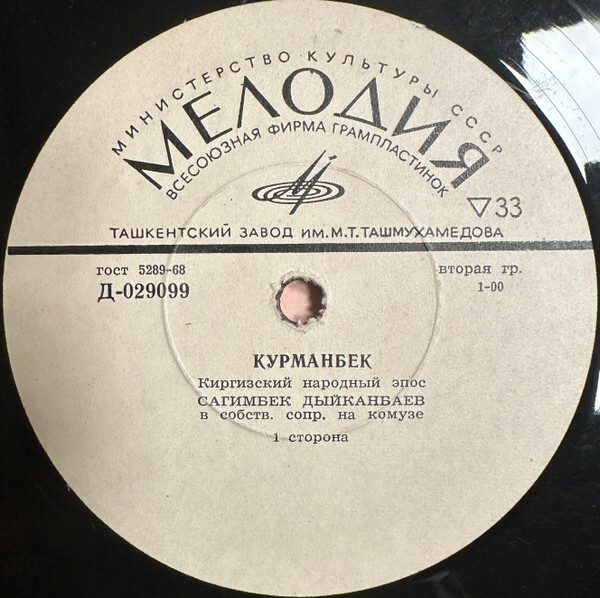 МИНИСТЕРСТВО КУЛЬТУРЫ СССР
МЕЛОДИЯ
ВСЕСОЮЗНАЯ ФИРМА ГРАМПЛАСТИНОК
▽33
ТАШКЕНТСКИЙ ЗАВОД ИМ. М. Т. ТАШМУХАМЕДОВА
гост 5289-68
вторая гр.
Д-029099
1-00
ҚУРМАНБЕҚ
Киргизский народный эпос
САГИМБЕК ДЫЙКАНБАЕВ
в собств. сопр. на комузе
1 сторона